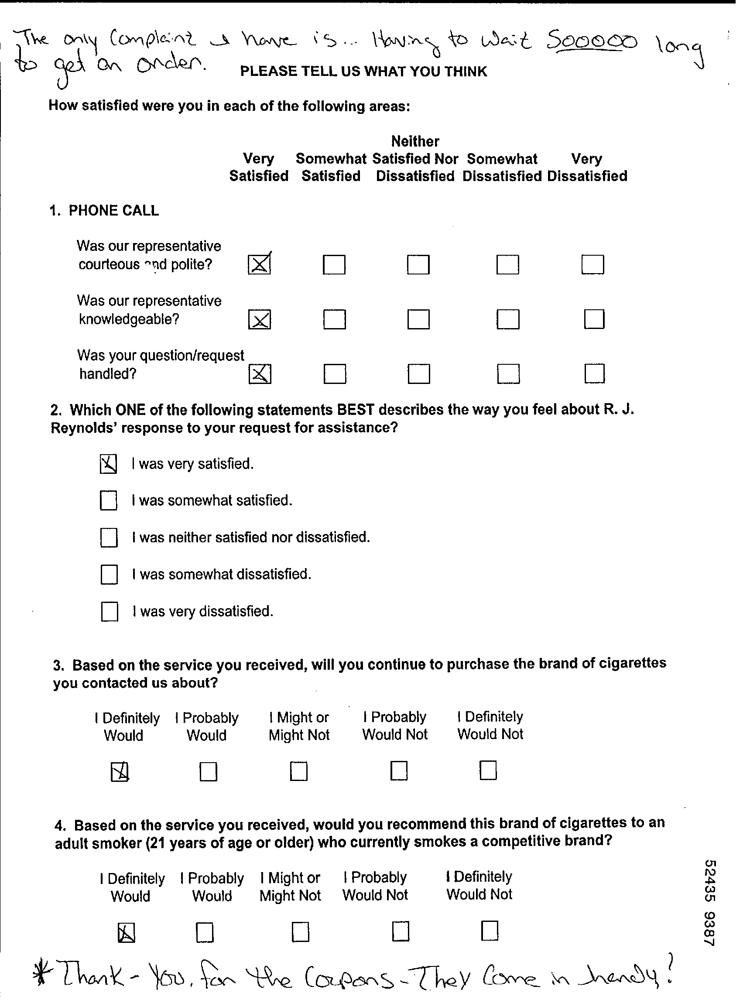 The only Complaint I have is... Having to wait SOOOOOO long
to get an order.
PLEASE TELL US WHAT YOU THINK
How satisfied were you in each of the following areas:
Neither
Very Somewhat Satisfied Nor Somewhat Very
Satisfied Satisfied Dissatisfied Dissatisfied Dissatisfied
1. PHONE CALL
Was our representative
courteous and polite?
Was our representative
knowledgeable?
Was your question/request
handled?
2. Which ONE of the following statements BEST describes the way you feel about R. J.
Reynolds' response to your request for assistance?
I was very satisfied.
I was somewhat satisfied.
I was neither satisfied nor dissatisfied.
I was somewhat dissatisfied.
I was very dissatisfied.
3. Based on the service you received, will you continue to purchase the brand of cigarettes
you contacted us about?
I Definitely I Probably I Might or I Probably I Definitely
Would Would Might Not Would Not Would Not
4. Based on the service you received, would you recommend this brand of cigarettes to an
adult smoker (21 years of age or older) who currently smokes a competitive brand?
I Definitely I Probably I Might or I Probably I Definitely
Would Would Might Not Would Not Would Not
* Thank-You, for the Coupons-They Come in handy!
52435 9387